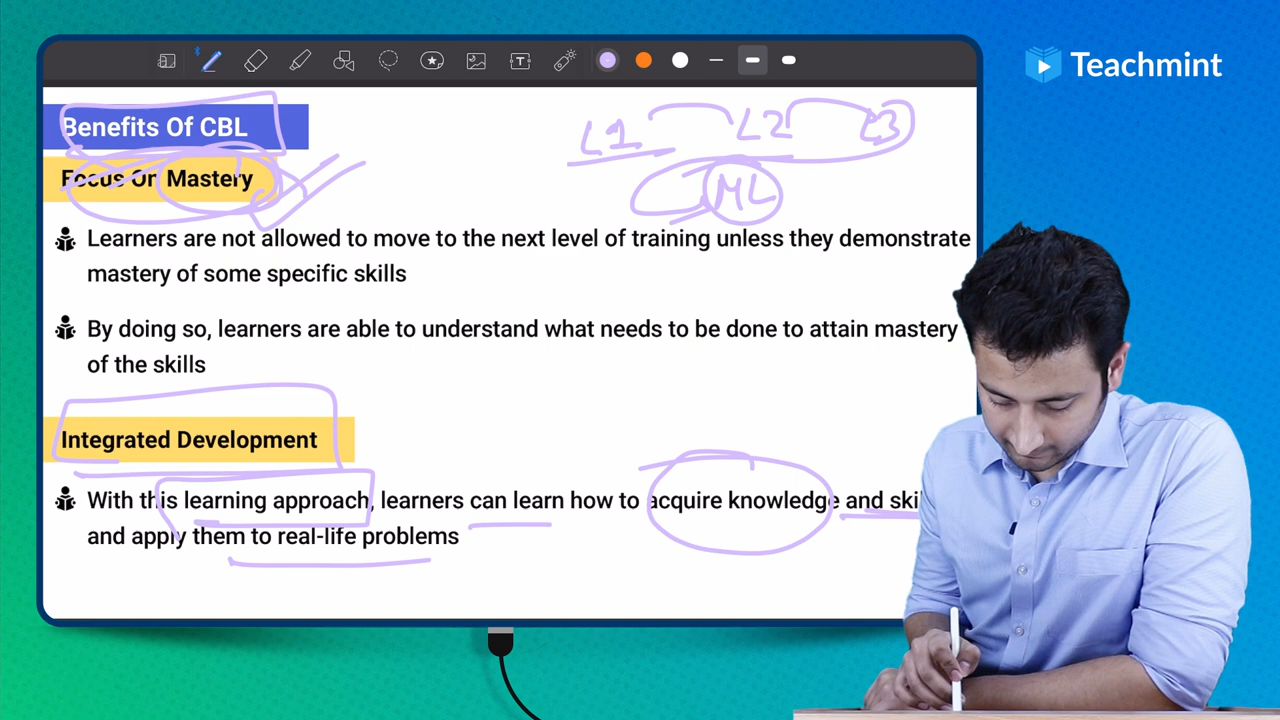 Teachmint
Benefits Of CBL
L1 L2 L3
Focus On Mastery
ML
Learners are not allowed to move to the next level of training unless they demonstrate
mastery of some specific skills
By doing so, learners are able to understand what needs to be done to attain mastery
of the skills
Integrated Development
With this learning approach, learners can learn how to acquire knowledge and skil
and apply them to real-life problems